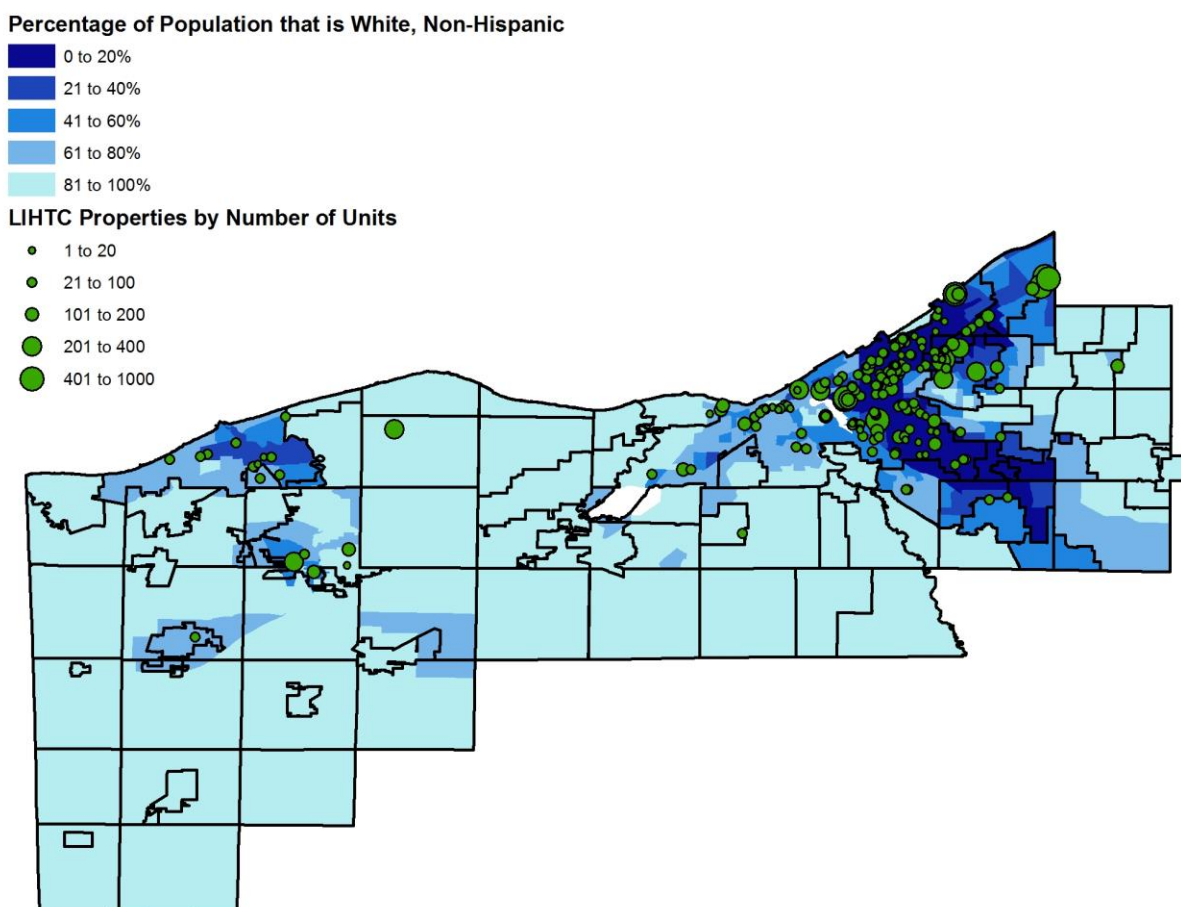 Percentage of Population that is White, Non-Hispanic
0 to 20%
21 to 40%
41 to 60%
61 to 80%
81 to 100%
LIHTC Properties by Number of Units
1 to 20
21 to 100
101 to 200
201 to 400
401 to 1000